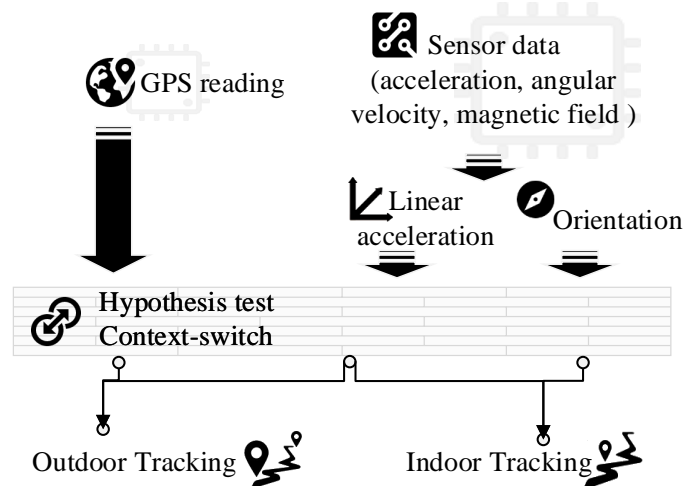 GPS reading
Sensor data
(acceleration, angular
velocity, magnetic field )
Linear
acceleration
Orientation
Hypothesis test
Context-switch
Outdoor Tracking
Indoor Tracking